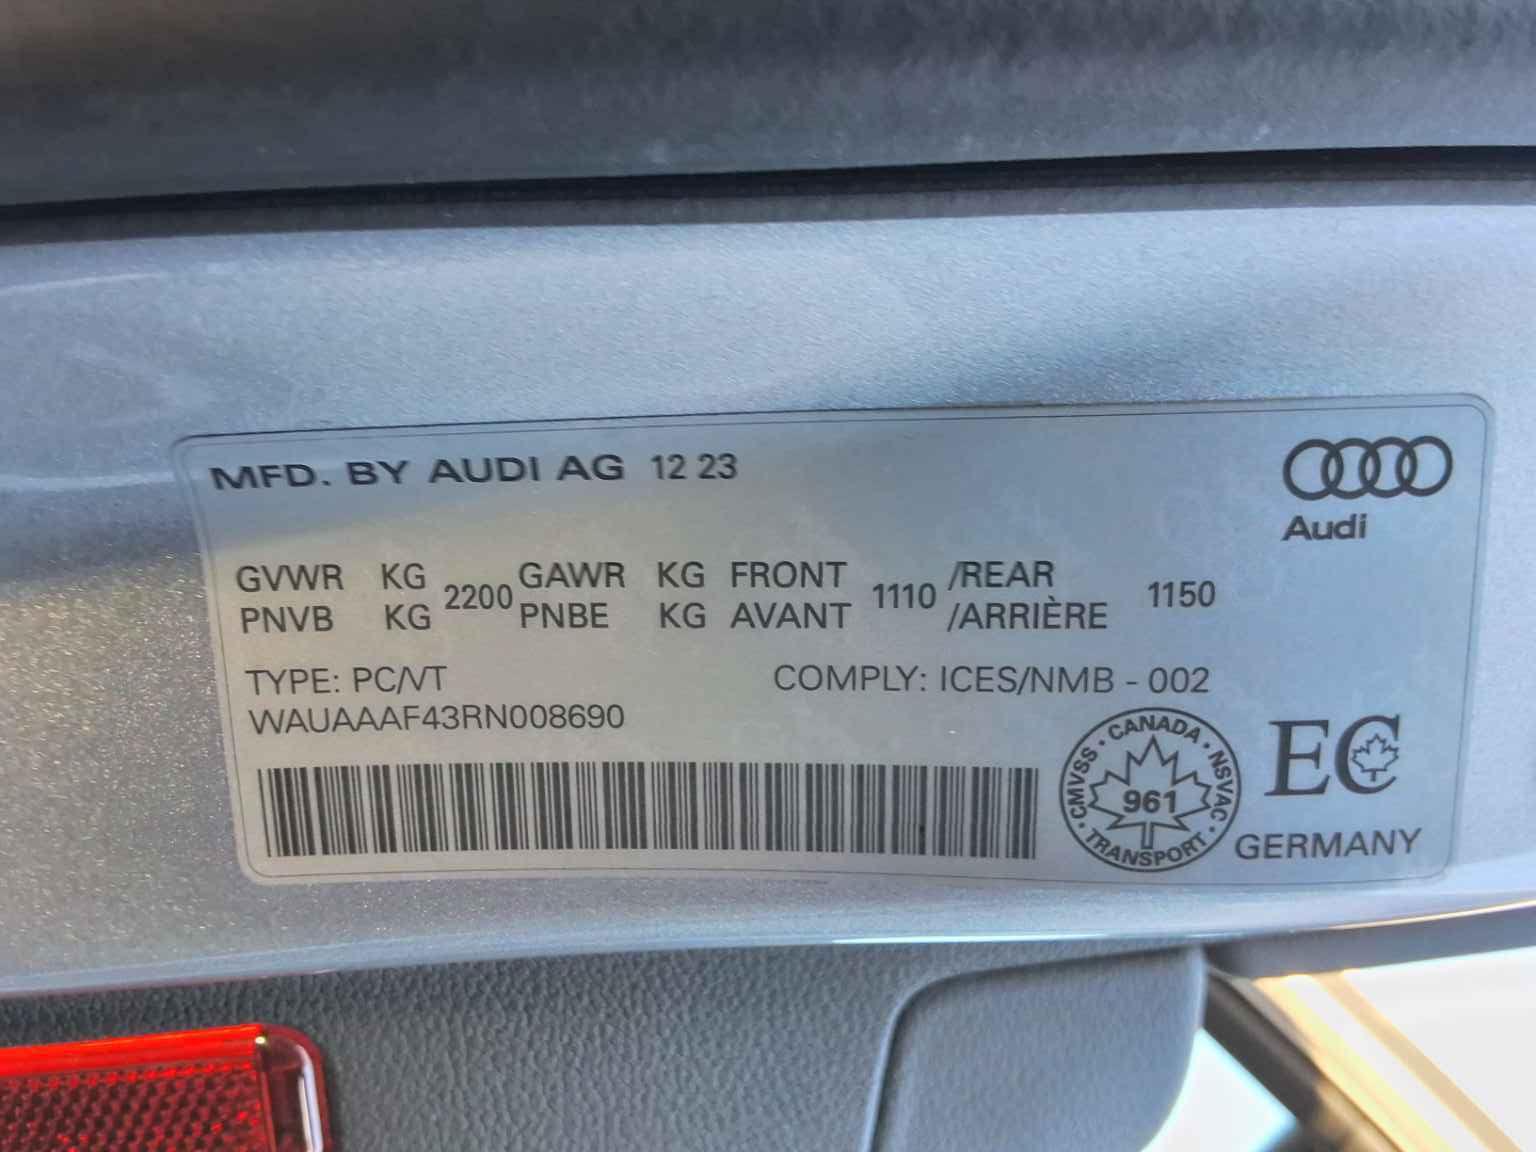 MFD. BY AUDI AG 12 23
Audi
GVWR KG 2200 GAWR KG FRONT 1110 /REAR 1150
PNVB KG PNBE KG AVANT /ARRIÈRE
TYPE: PC/VT COMPLY: ICES/NMB - 002
WAUAAAF43RN008690
· CANADA · NSVAC · TRANSPORT · CMVSS
961
EC
GERMANY